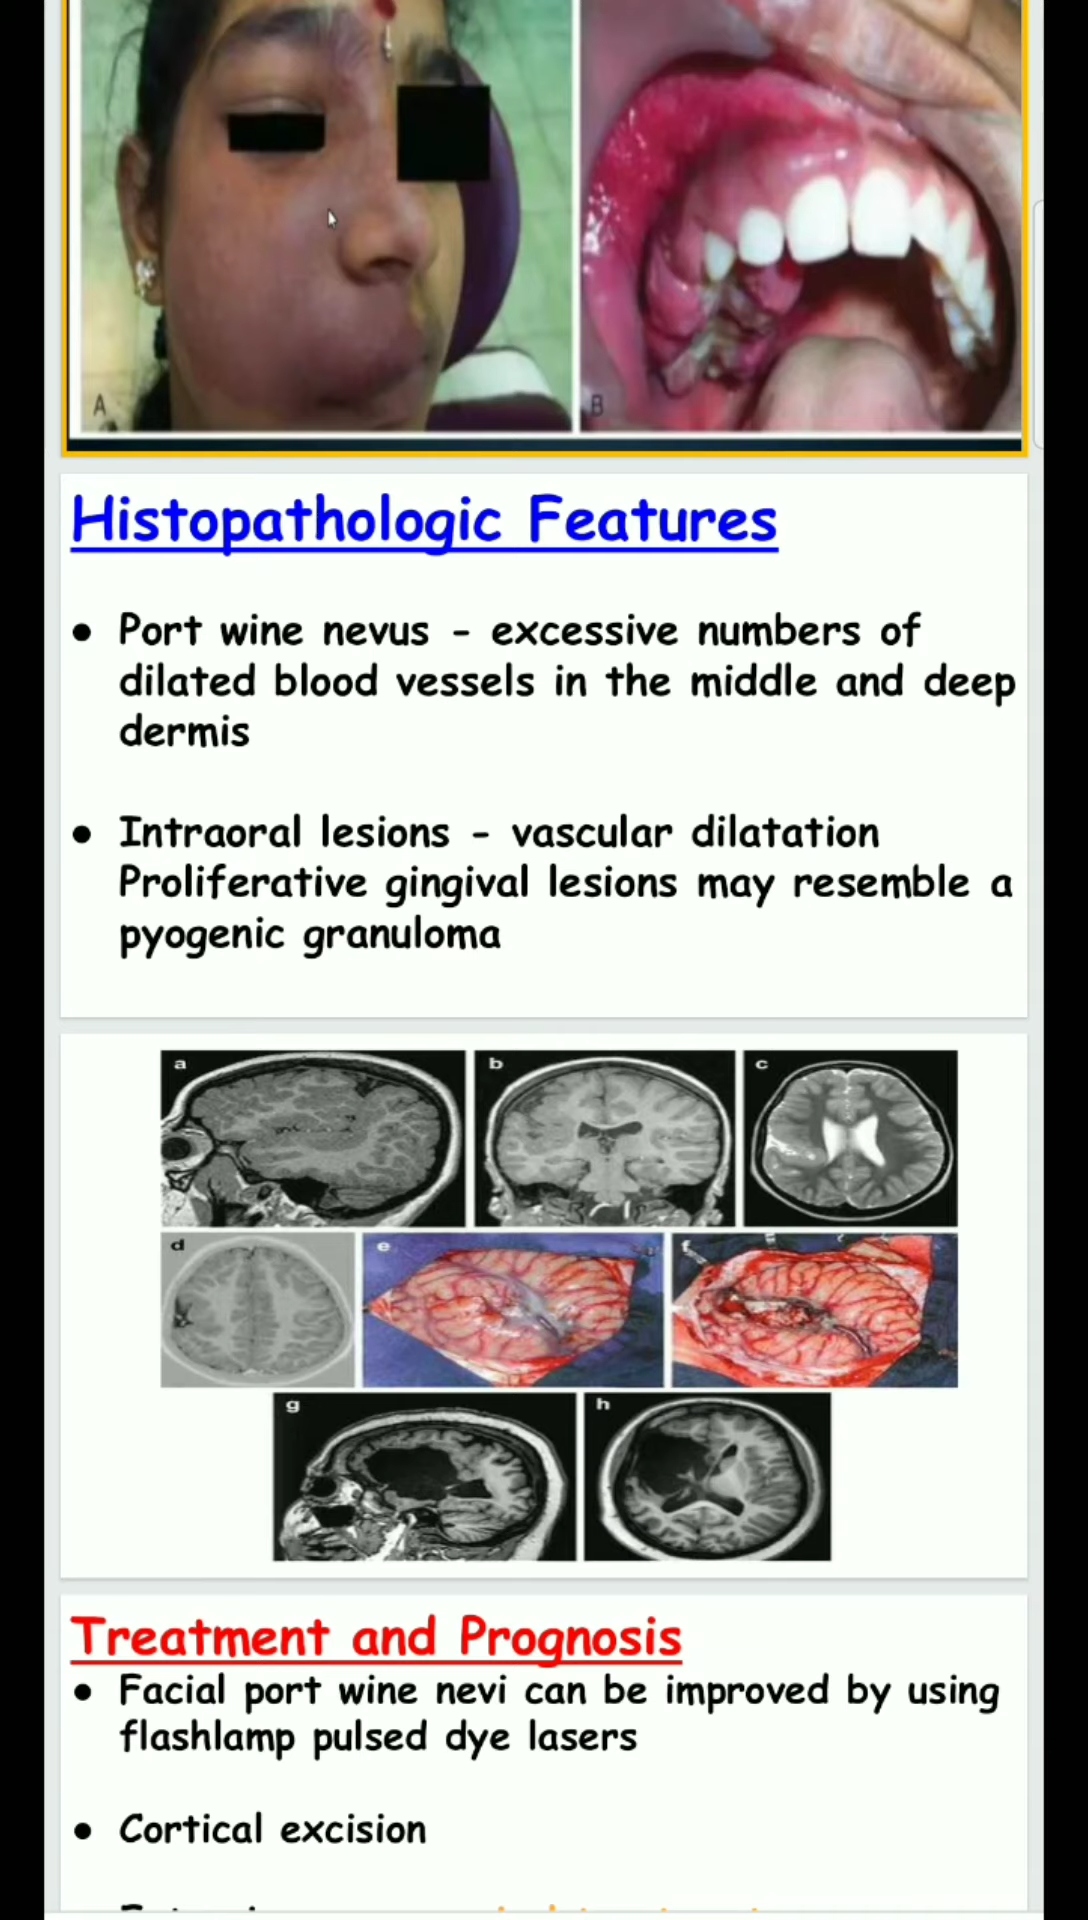 A
B
Histopathologic Features
● Port wine nevus - excessive numbers of
dilated blood vessels in the middle and deep
dermis
● Intraoral lesions - vascular dilatation
Proliferative gingival lesions may resemble a
pyogenic granuloma
a b c
d e f
g h
Treatment and Prognosis
● Facial port wine nevi can be improved by using
flashlamp pulsed dye lasers
● Cortical excision